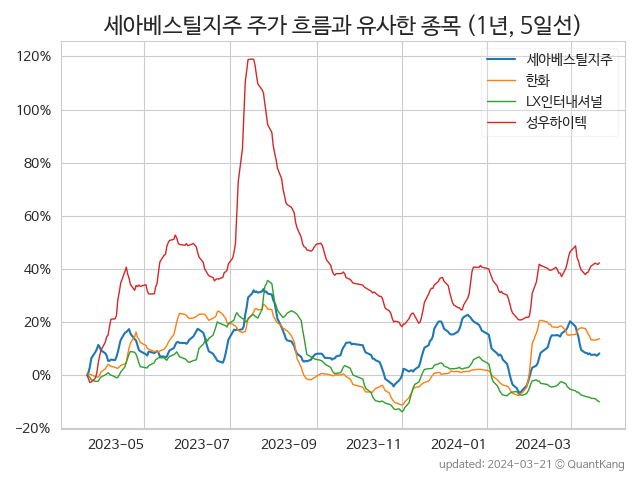 세아베스틸지주 주가 흐름과 유사한 종목 (1년, 5일선)
세아베스틸지주
한화
LX인터내셔널
성우하이텍
120%
100%
80%
60%
40%
20%
0%
−20%
2023-05 2023-07 2023-09 2023-11 2024-01 2024-03
updated: 2024-03-21 © QuantKang